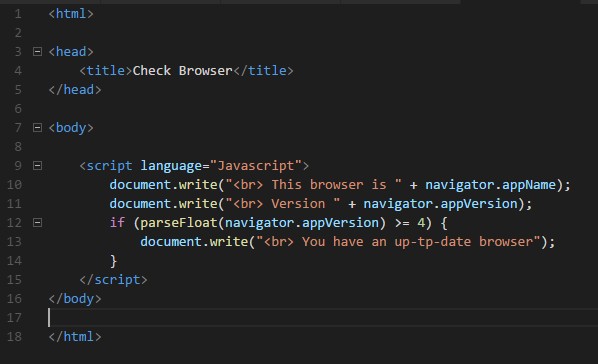 1 <html>
2
3 <head>
4 <title>Check Browser</title>
5 </head>
6
7 <body>
8
9 <script language="Javascript">
10 document.write("<br> This browser is " + navigator.appName);
11 document.write("<br> Version " + navigator.appVersion);
12 if (parseFloat(navigator.appVersion) >= 4) {
13 document.write("<br> You have an up-tp-date browser");
14 }
15 </script>
16 </body>
17
18 </html>